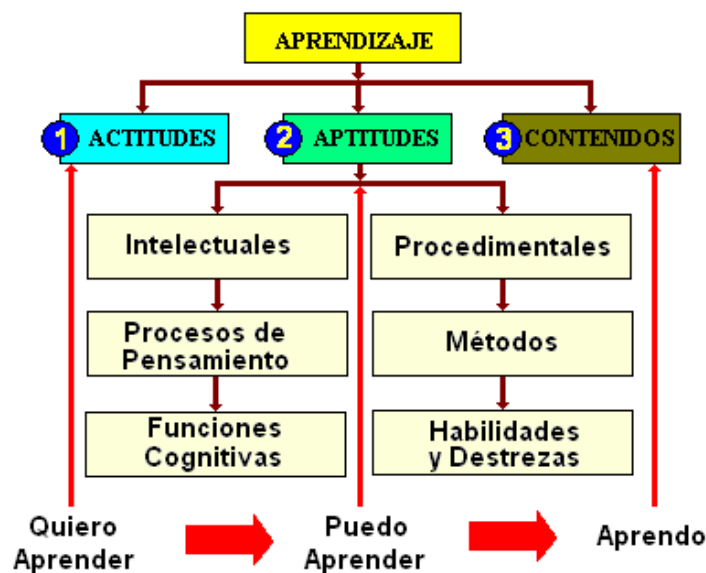 APRENDIZAJE
1 ACTITUDES
2 APTITUDES
3 CONTENIDOS
Intelectuales
Procedimentales
Procesos de
Pensamiento
Métodos
Funciones
Cognitivas
Habilidades
y Destrezas
Quiero
Aprender
Puedo
Aprender
Aprendo